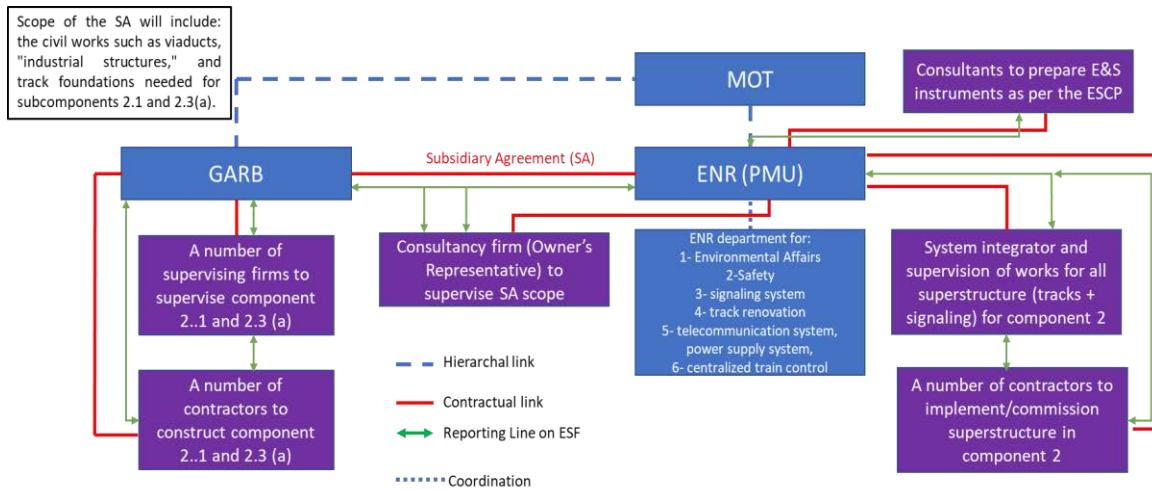 Scope of the SA will include:
the civil works such as viaducts,
"industrial structures," and
track foundations needed for
subcomponents 2.1 and 2.3(a).
MOT
Consultants to prepare E&S
instruments as per the ESCP
GARB
Subsidiary Agreement (SA)
ENR (PMU)
A number of
supervising firms to
supervise component
2..1 and 2.3 (a)
Consultancy firm (Owner's
Representative) to
supervise SA scope
ENR department for:
1- Environmental Affairs
2-Safety
3- signaling system
4- track renovation
5- telecommunication system,
power supply system,
6- centralized train control
System integrator and
supervision of works for all
superstructure (tracks +
signaling) for component 2
A number of
contractors to
construct component
2..1 and 2.3 (a)
A number of contractors to
implement/commission
superstructure in
component 2
Hierarchal link
Contractual link
Reporting Line on ESF
Coordination